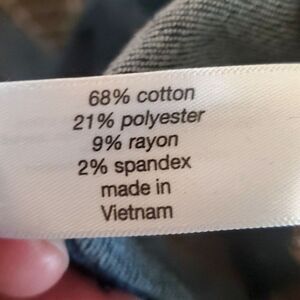 68% cotton
21% polyester
9% rayon
2% spandex
made in
Vietnam